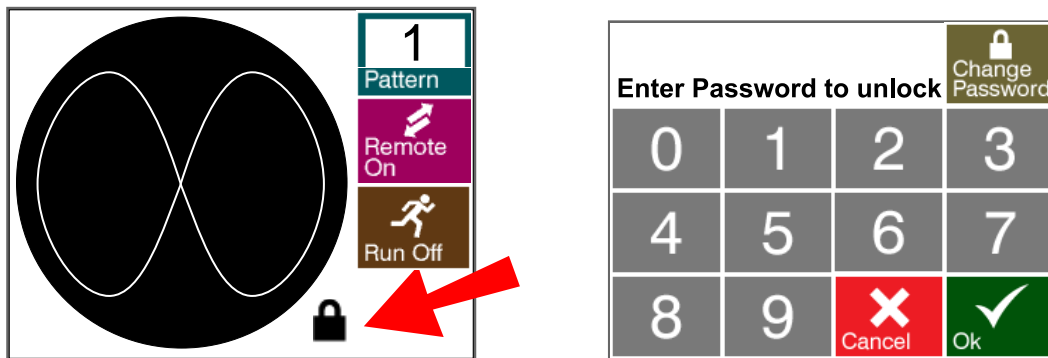 1
Pattern
Remote
On
Run Off
Change
Password
Enter Password to unlock
0 1 2 3
4 5 6 7
8 9
Cancel Ok